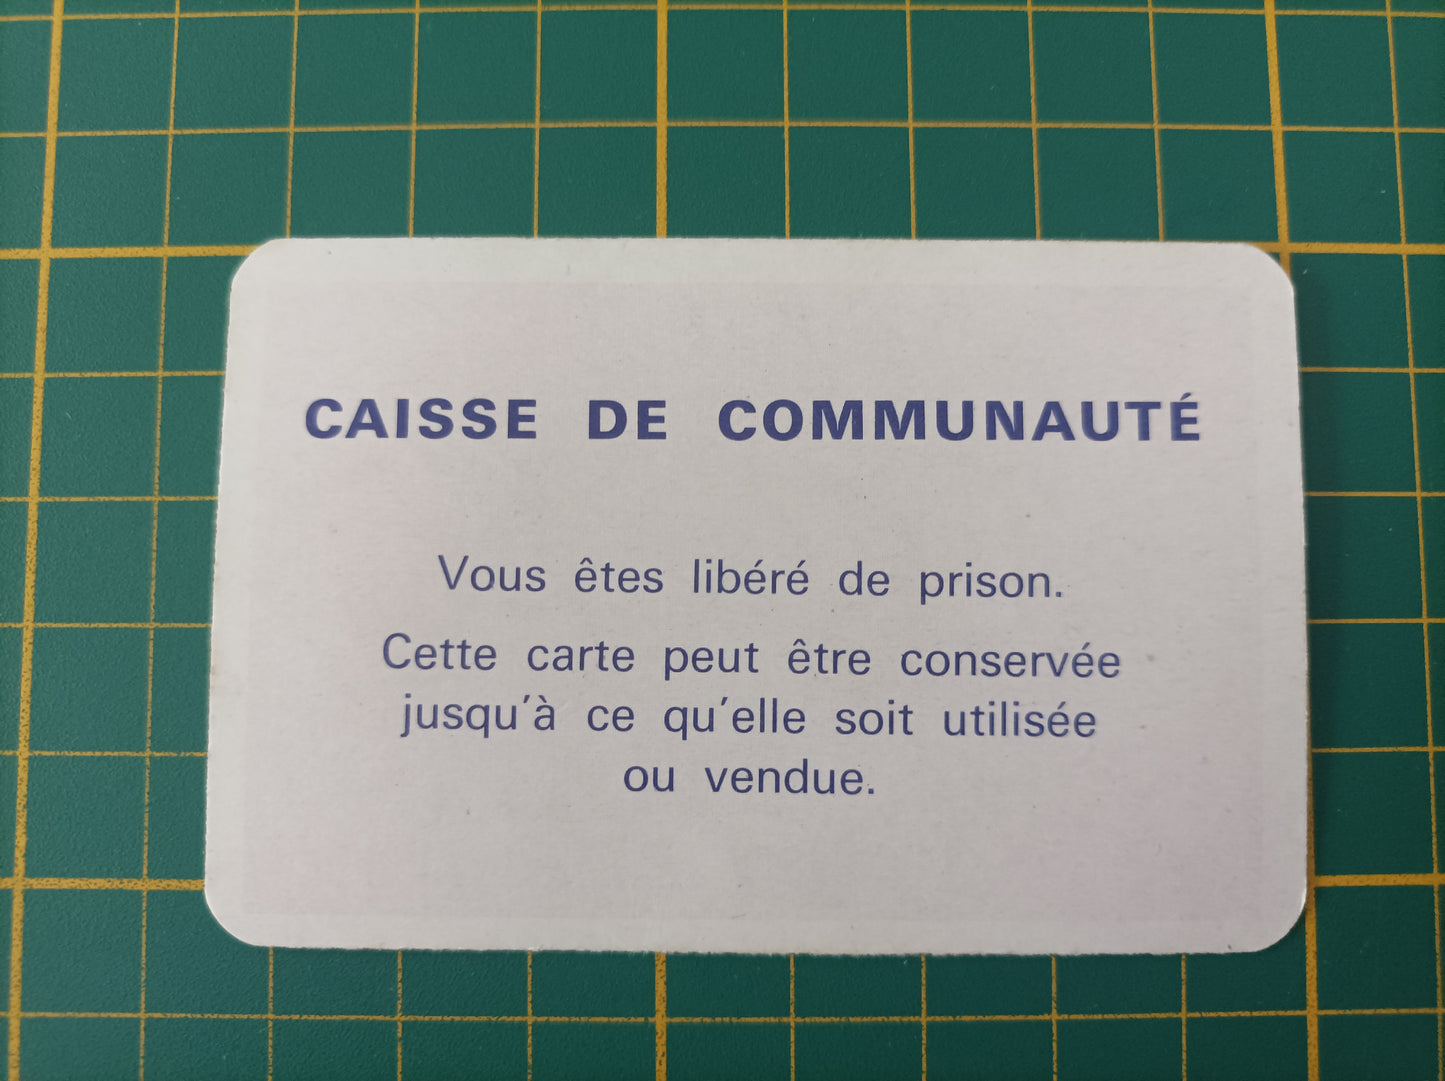 CAISSE DE COMMUNAUTÉ
Vous êtes libéré de prison.
Cette carte peut être conservée
jusqu'à ce qu'elle soit utilisée
ou vendue.